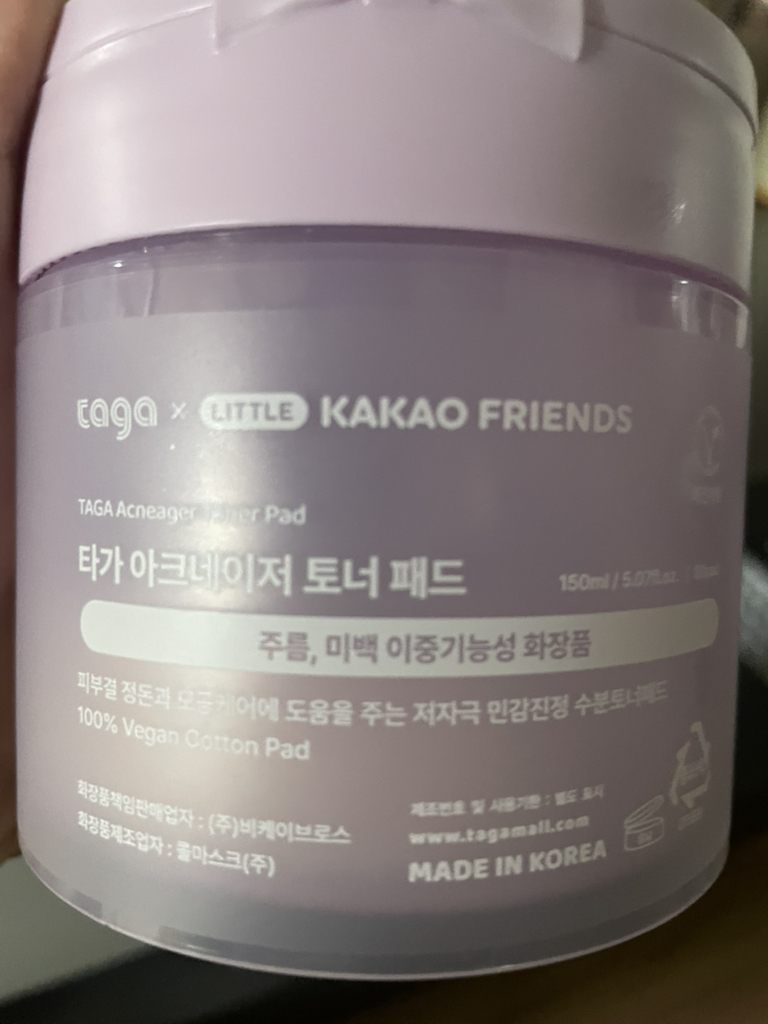 taga × LITTLE KAKAO FRIENDS
TAGA Acneager Toner Pad
타가 아크네이저 토너 패드
150ml / 5.07fl.oz.
주름, 미백 이중기능성 화장품
피부결 정돈과 모공케어에 도움을 주는 저자극 민감진정 수분토너패드
100% Vegan Cotton Pad
화장품책임판매업자 : (주)비케이브로스
화장품제조업자 : 콜마스크(주)
제조번호 및 사용기한 : 별도 표시
www.tagamall.com
MADE IN KOREA